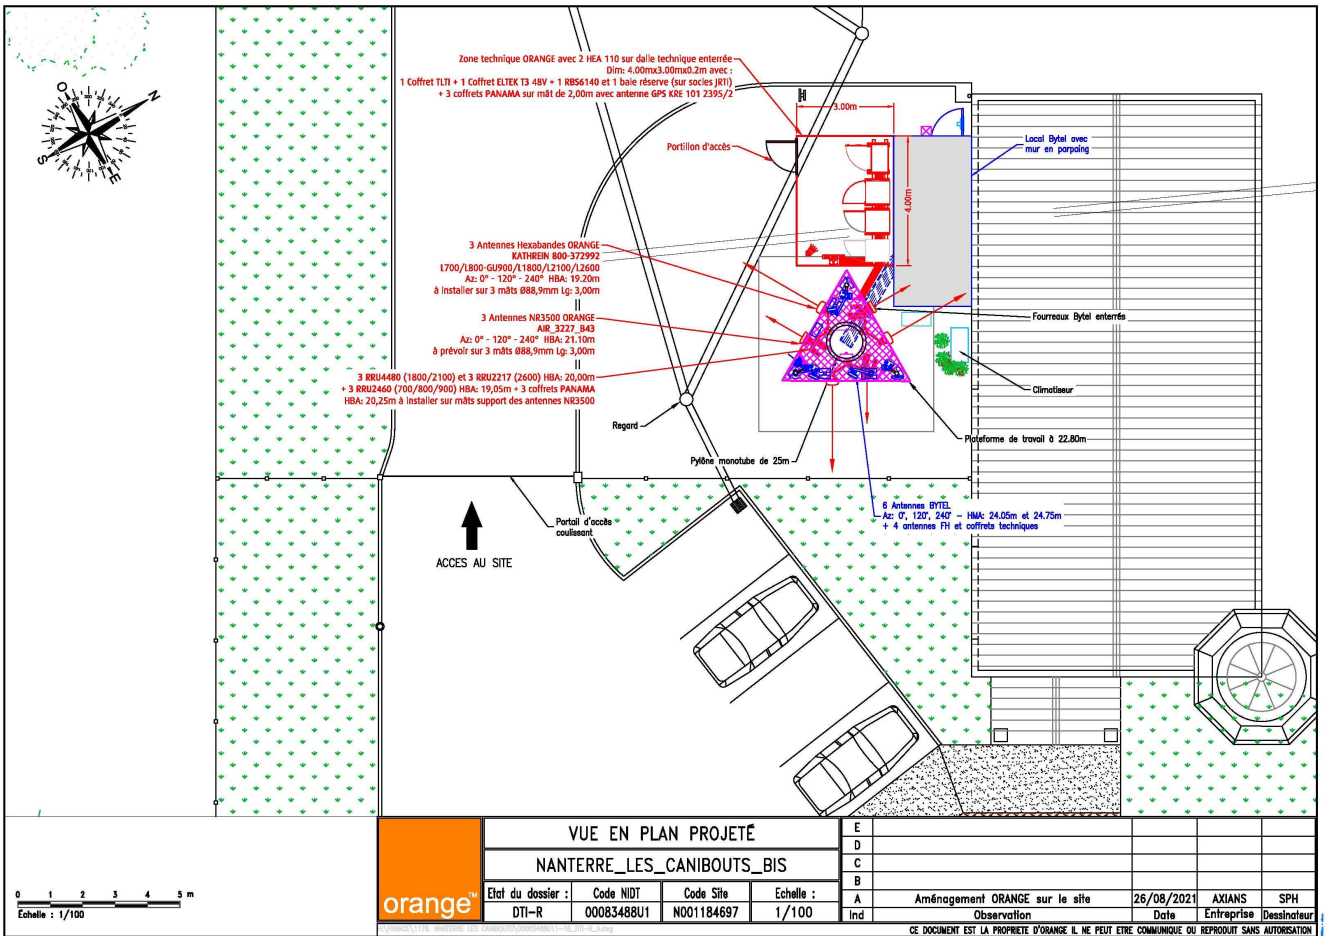 Zone technique ORANGE avec 2 HEA 110 sur dalle technique enterrée
Dim: 4.00mx3.00mx0.2m avec :
1 Coffret TLTI + 1 Coffret ELTEK T3 48V + 1 RBS6140 et 1 baie réserve (sur socles JRTI)
+ 3 coffrets PANAMA sur mât de 2,00m avec antenne GPS KRE 101 2395/2
3.00m
Portillon d'accès
4.00m
Local Bytel avec
mur en parpaing
O
N
S
E
3 Antennes Hexabandes ORANGE
KATHREIN 800-372992
L700/L800-GU900/L1800/L2100/L2600
Az: 0° - 120° - 240° HBA: 19.20m
à installer sur 3 mâts Ø88,9mm Lg: 3,00m
3 Antennes NR3500 ORANGE
AIR_3227_B43
Az: 0° - 120° - 240° HBA: 21.10m
à prévoir sur 3 mâts Ø88,9mm Lg: 3,00m
3 RRU4480 (1800/2100) et 3 RRU2217 (2600) HBA: 20,00m
+ 3 RRU2460 (700/800/900) HBA: 19,05m + 3 coffrets PANAMA
HBA: 20,25m à installer sur mâts support des antennes NR3500
Fourreaux Bytel enterrés
Climatiseur
Regard
Plateforme de travail à 22.80m
Pylône monotube de 25m
6 Antennes BYTEL
Az: 0°, 120°, 240° - HMA: 24.05m et 24.75m
+ 4 antennes FH et coffrets techniques
Portail d'accès
coulissant
ACCES AU SITE
0 1 2 3 4 5 m
Echelle : 1/100
orange™
VUE EN PLAN PROJETÉ
NANTERRE_LES_CANIBOUTS_BIS
Etat du dossier : Code NIDT Code Site Echelle :
DTI-R 00083488U1 N001184697 1/100
E
D
C
B
A Aménagement ORANGE sur le site 26/08/2021 AXIANS SPH
Ind Observation Date Entreprise Dessinateur
CE DOCUMENT EST LA PROPRIETE D'ORANGE IL NE PEUT ETRE COMMUNIQUE OU REPRODUIT SANS AUTORISATION